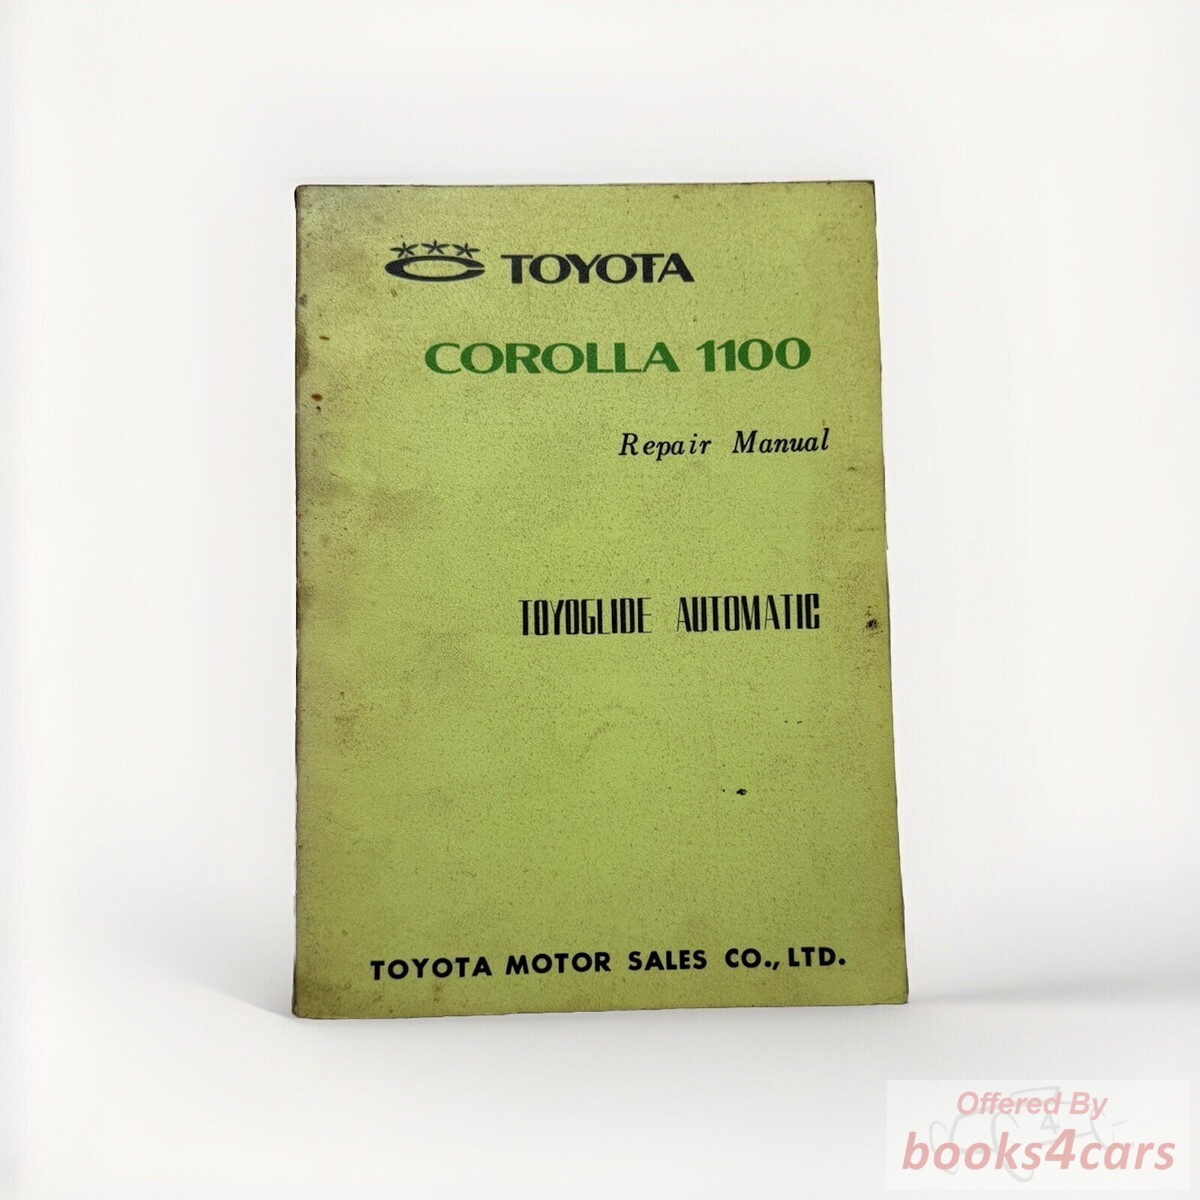 TOYOTA
COROLLA 1100
Repair Manual
TOYOGLIDE AUTOMATIC
TOYOTA MOTOR SALES CO., LTD.
Offered By
books4cars